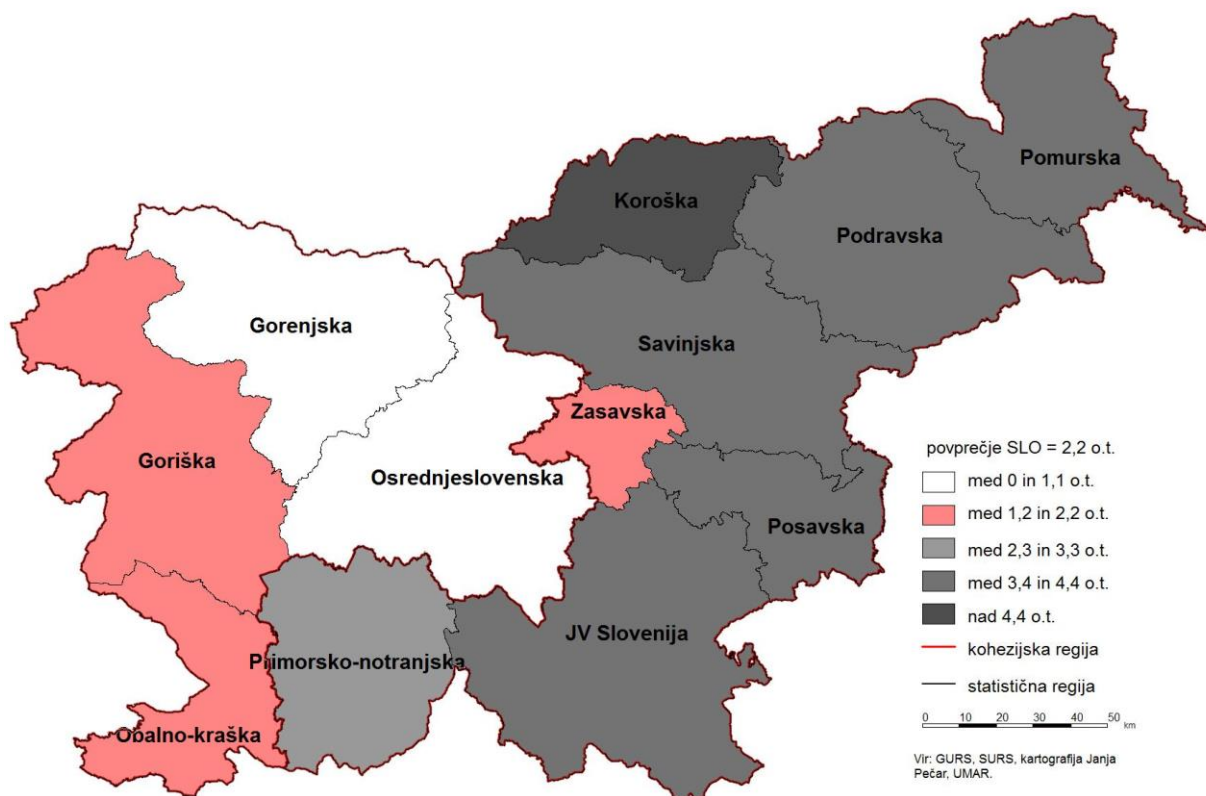 Pomurska
Koroška
Podravska
Gorenjska
Savinjska
Zasavska
Goriška
Osrednjeslovenska
Posavska
JV Slovenija
Primorsko-notranjska
Obalno-kraška
povprečje SLO = 2,2 o.t.
med 0 in 1,1 o.t.
med 1,2 in 2,2 o.t.
med 2,3 in 3,3 o.t.
med 3,4 in 4,4 o.t.
nad 4,4 o.t.
kohezijska regija
statistična regija
0 10 20 30 40 50 km
Vir: GURS, SURS, kartografija Janja
Pečar, UMAR.